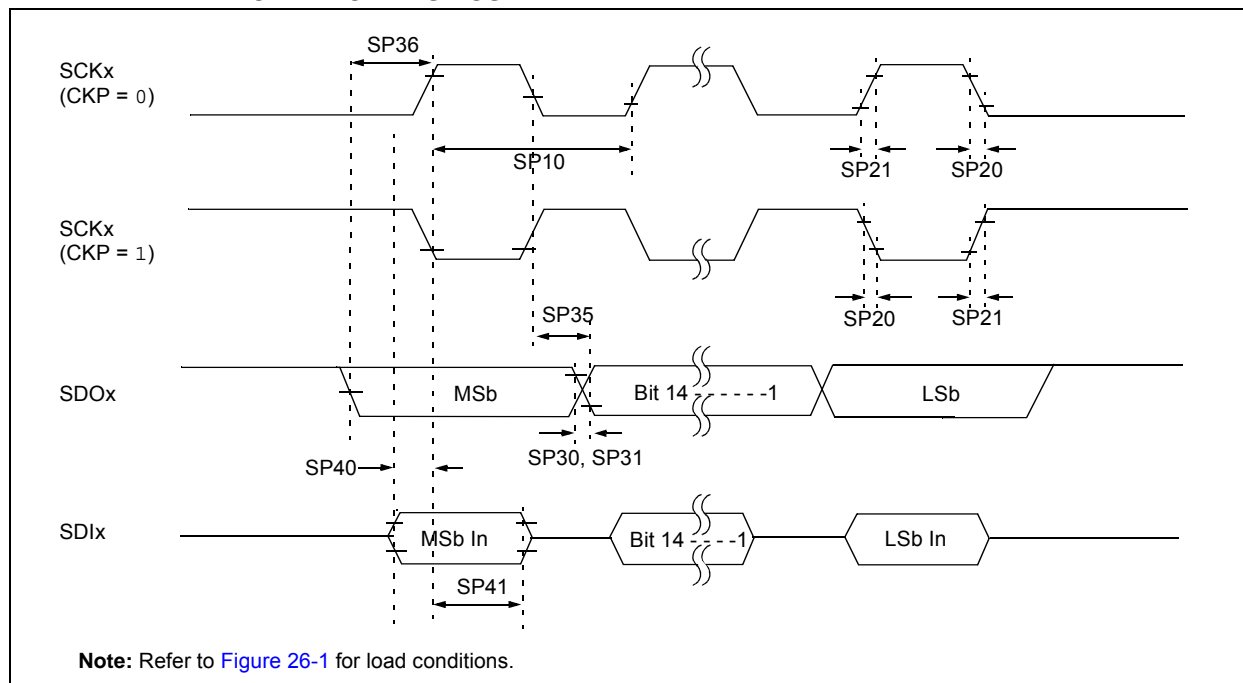 SP36
SCKx
(CKP = 0)
SP10
SP21
SP20
SCKx
(CKP = 1)
SP35
SP20
SP21
SDOx
MSb
Bit 14 - - - - - -1
LSb
SP30, SP31
SP40
SDIx
MSb In
Bit 14 - - - - -1
LSb In
SP41
Note: Refer to Figure 26-1 for load conditions.